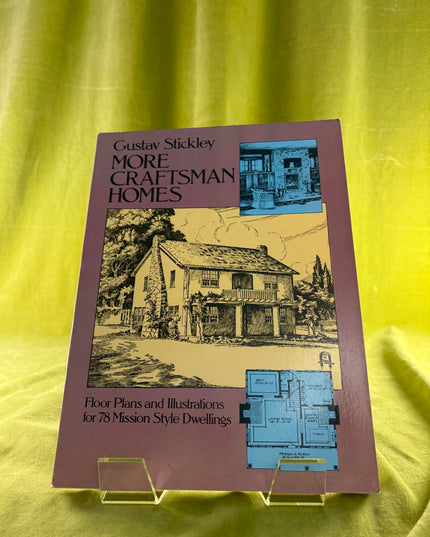 Gustav Stickley
MORE
CRAFTSMAN
HOMES
Floor Plans and Illustrations
for 78 Mission Style Dwellings